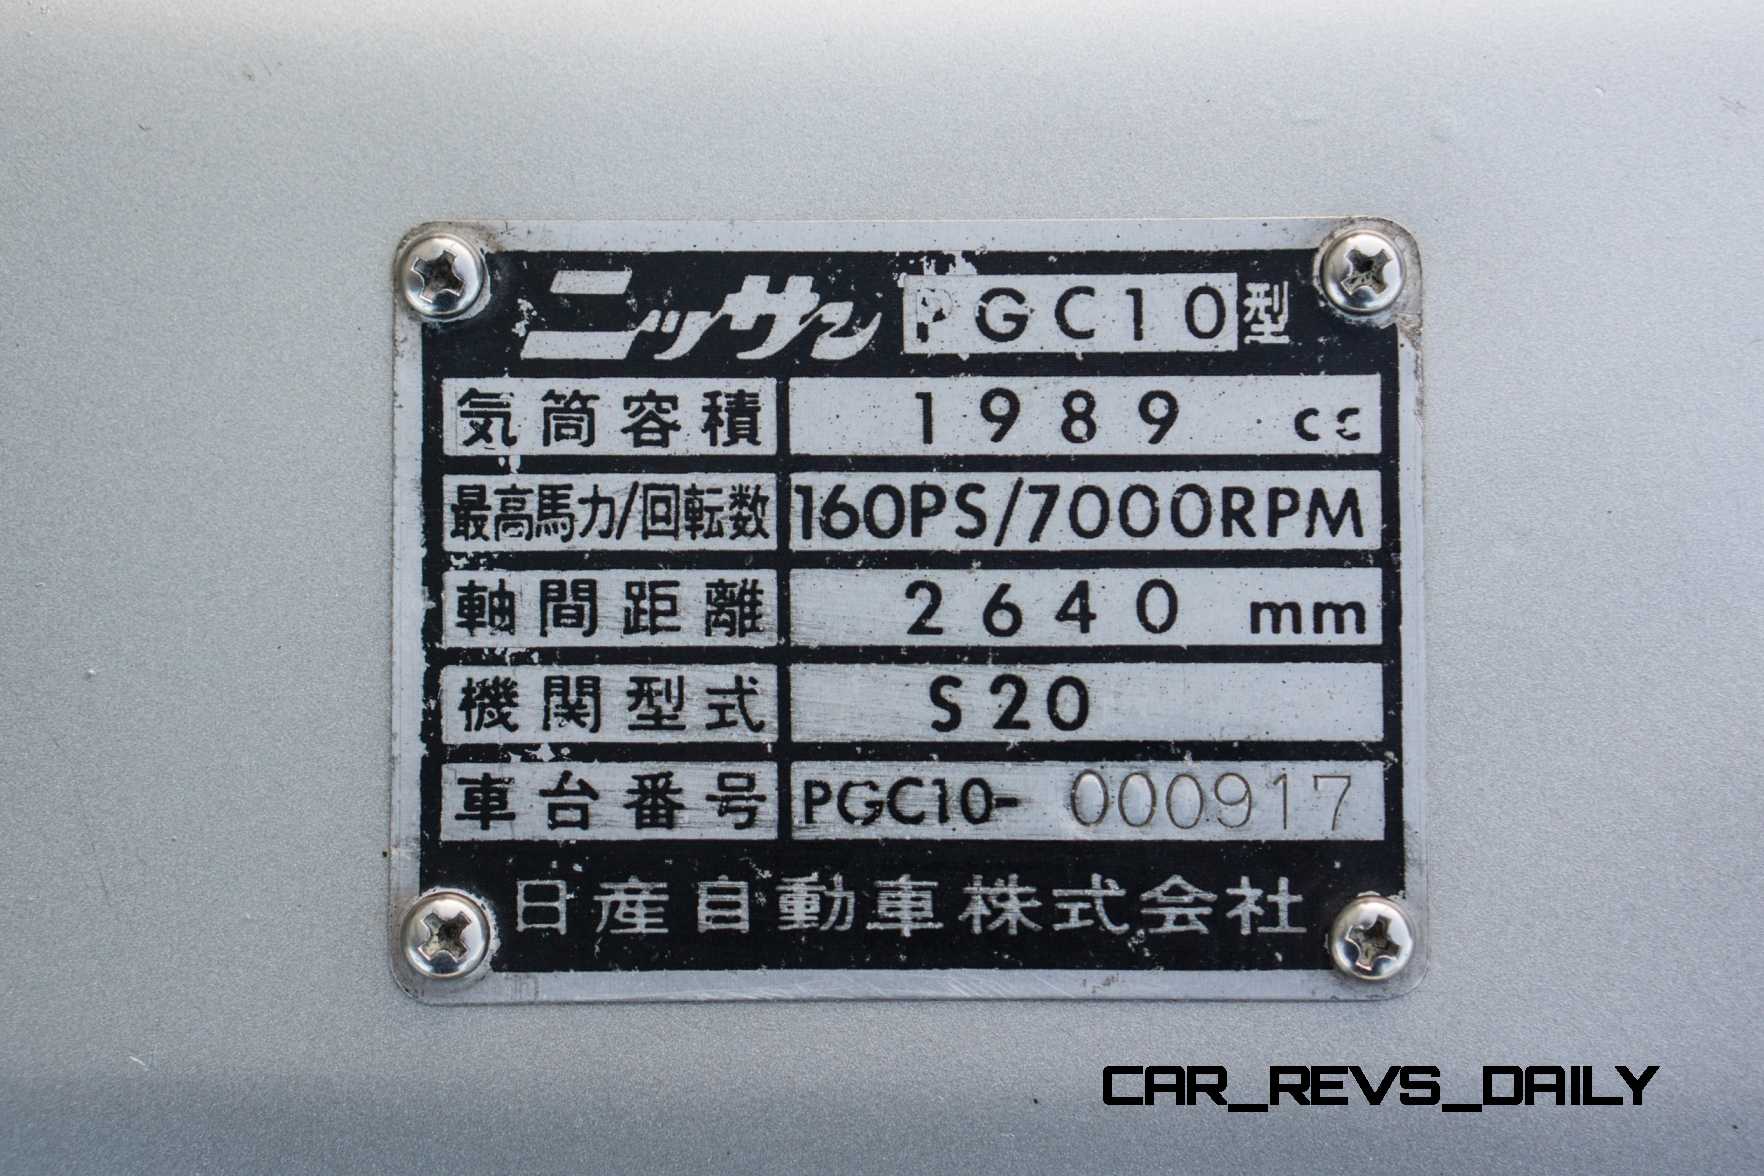 ニッサン PGC10型
気筒容積 1989 cc
最高馬力/回転数 160PS/7000RPM
軸間距離 2640 mm
機関型式 S20
車台番号 PGC10- 000917
日産自動車株式会社
CAR_REVS_DAILY